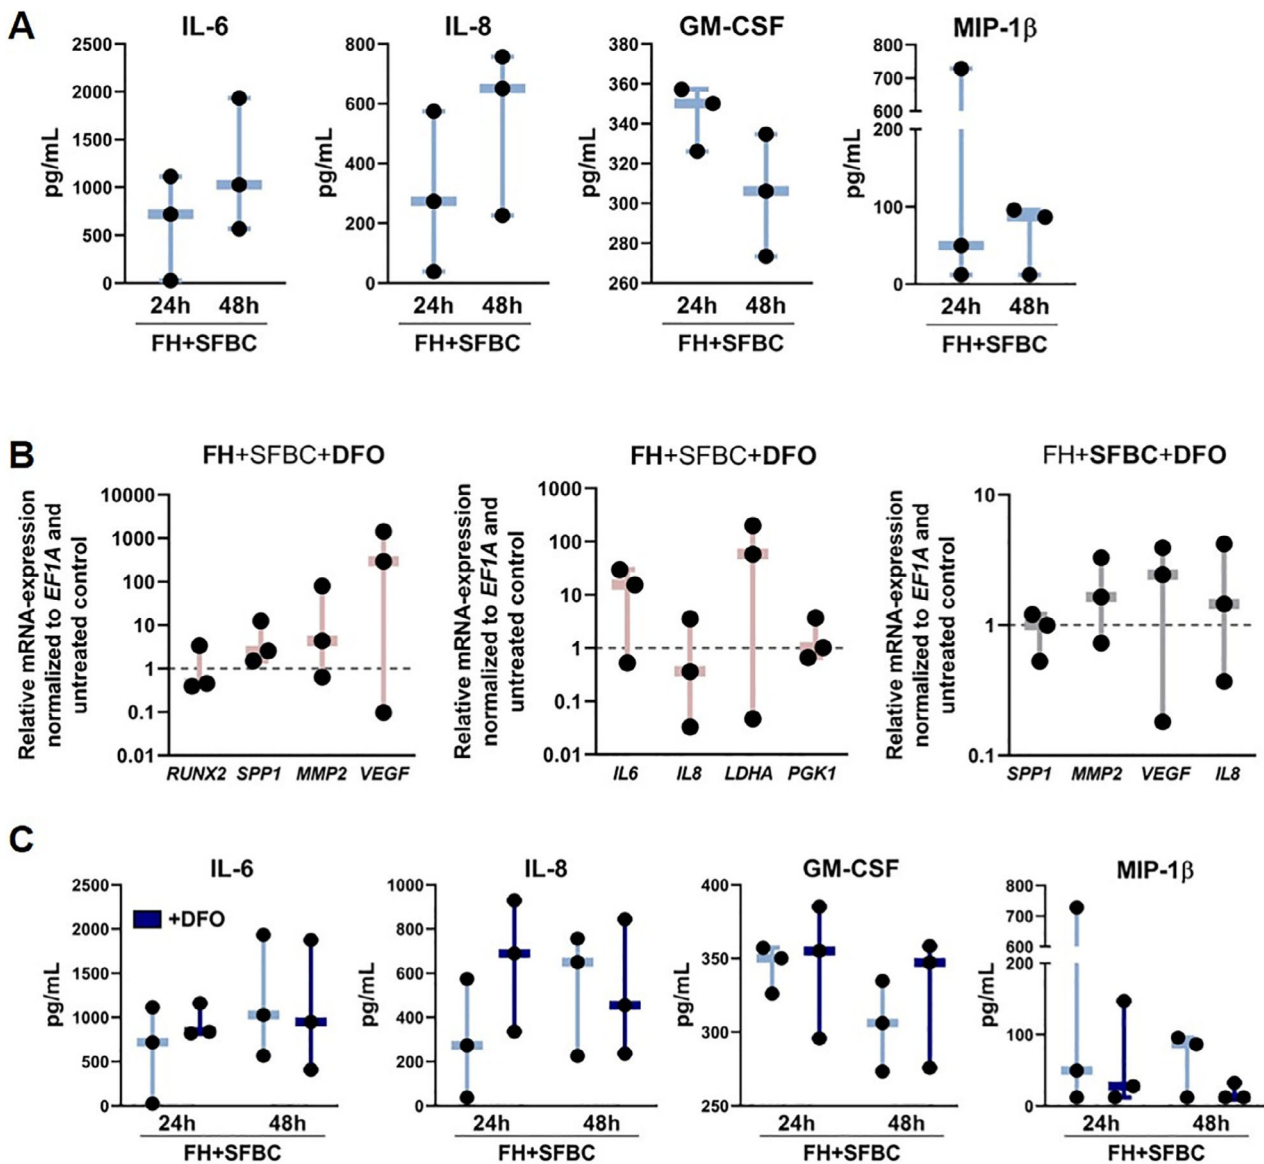 A
IL-6
IL-8
GM-CSF
MIP-1β
2500
2000
1500
1000
500
0
pg/mL
24h 48h
FH+SFBC
800
600
400
200
0
pg/mL
24h 48h
FH+SFBC
380
360
340
320
300
280
260
pg/mL
24h 48h
FH+SFBC
800
700
600
200
100
0
pg/mL
24h 48h
FH+SFBC
B
FH+SFBC+DFO
Relative mRNA-expression
normalized to EF1A and
untreated control
10000
1000
100
10
1
0.1
0.01
RUNX2 SPP1 MMP2 VEGF
FH+SFBC+DFO
Relative mRNA-expression
normalized to EF1A and
untreated control
1000
100
10
1
0.1
0.01
IL6 IL8 LDHA PGK1
FH+SFBC+DFO
Relative mRNA-expression
normalized to EF1A and
untreated control
10
1
0.1
SPP1 MMP2 VEGF IL8
C
IL-6
+DFO
2500
2000
1500
1000
500
0
pg/mL
24h 48h
FH+SFBC
IL-8
1000
800
600
400
200
0
pg/mL
24h 48h
FH+SFBC
GM-CSF
400
350
300
250
pg/mL
24h 48h
FH+SFBC
MIP-1β
800
700
600
200
100
0
pg/mL
24h 48h
FH+SFBC